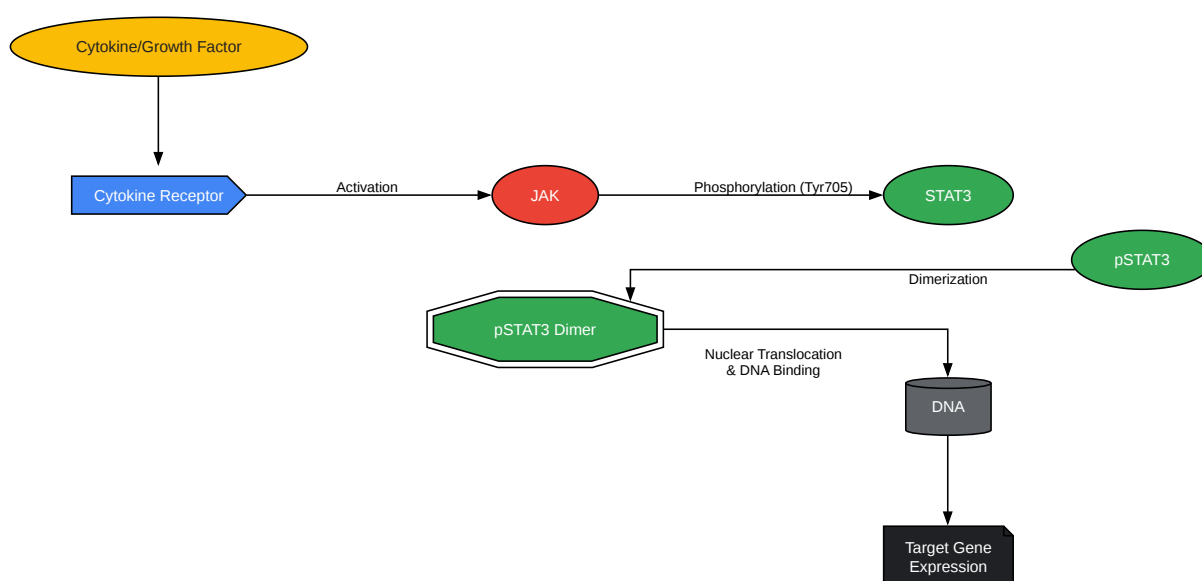 Cytokine/Growth Factor
Cytokine Receptor
Activation
JAK
Phosphorylation (Tyr705)
STAT3
pSTAT3
Dimerization
pSTAT3 Dimer
Nuclear Translocation
& DNA Binding
DNA
Target Gene
Expression